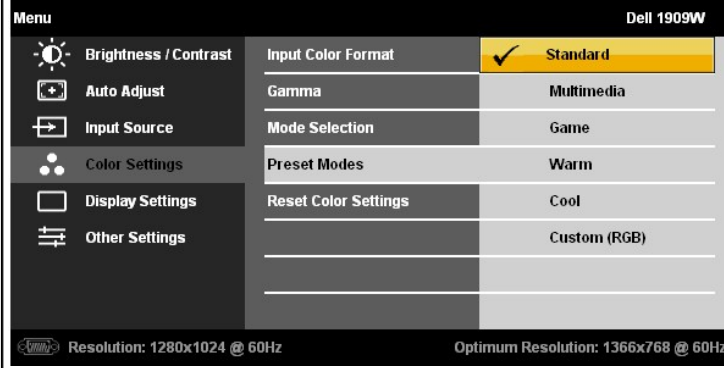 Menu Dell 1909W
Brightness / Contrast Input Color Format Standard
Auto Adjust Gamma Multimedia
Input Source Mode Selection Game
Color Settings Preset Modes Warm
Display Settings Reset Color Settings Cool
Other Settings Custom (RGB)
Resolution: 1280x1024 @ 60Hz Optimum Resolution: 1366x768 @ 60Hz